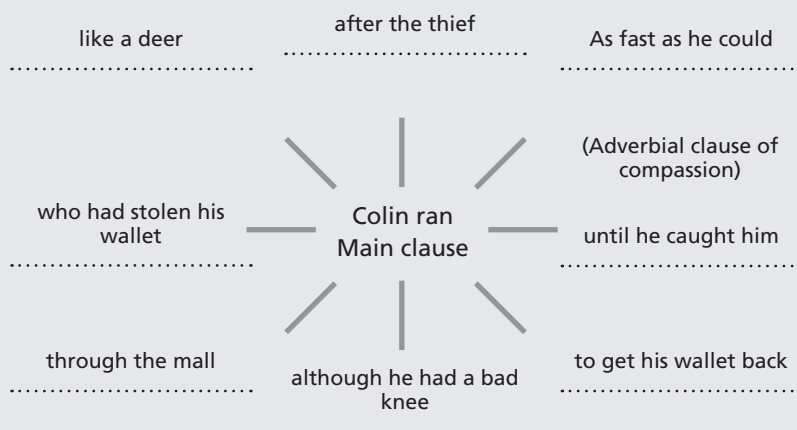 like a deer
after the thief
As fast as he could
(Adverbial clause of
compassion)
who had stolen his
wallet
Colin ran
Main clause
until he caught him
through the mall
although he had a bad
knee
to get his wallet back